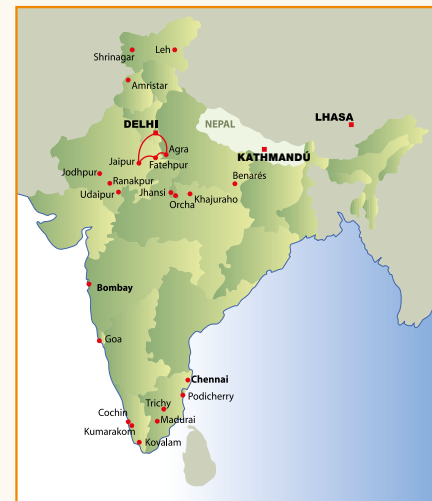 Leh
Shrinagar
Amristar
DELHI
NEPAL
LHASA
Agra
KATHMANDÚ
Jaipur
Fatehpur
Jodhpur
Ranakpur
Benarés
Udaipur
Jhansi
Khajuraho
Orcha
Bombay
Goa
Chennai
Podicherry
Trichy
Cochin
Madurai
Kumarakom
Kovalam